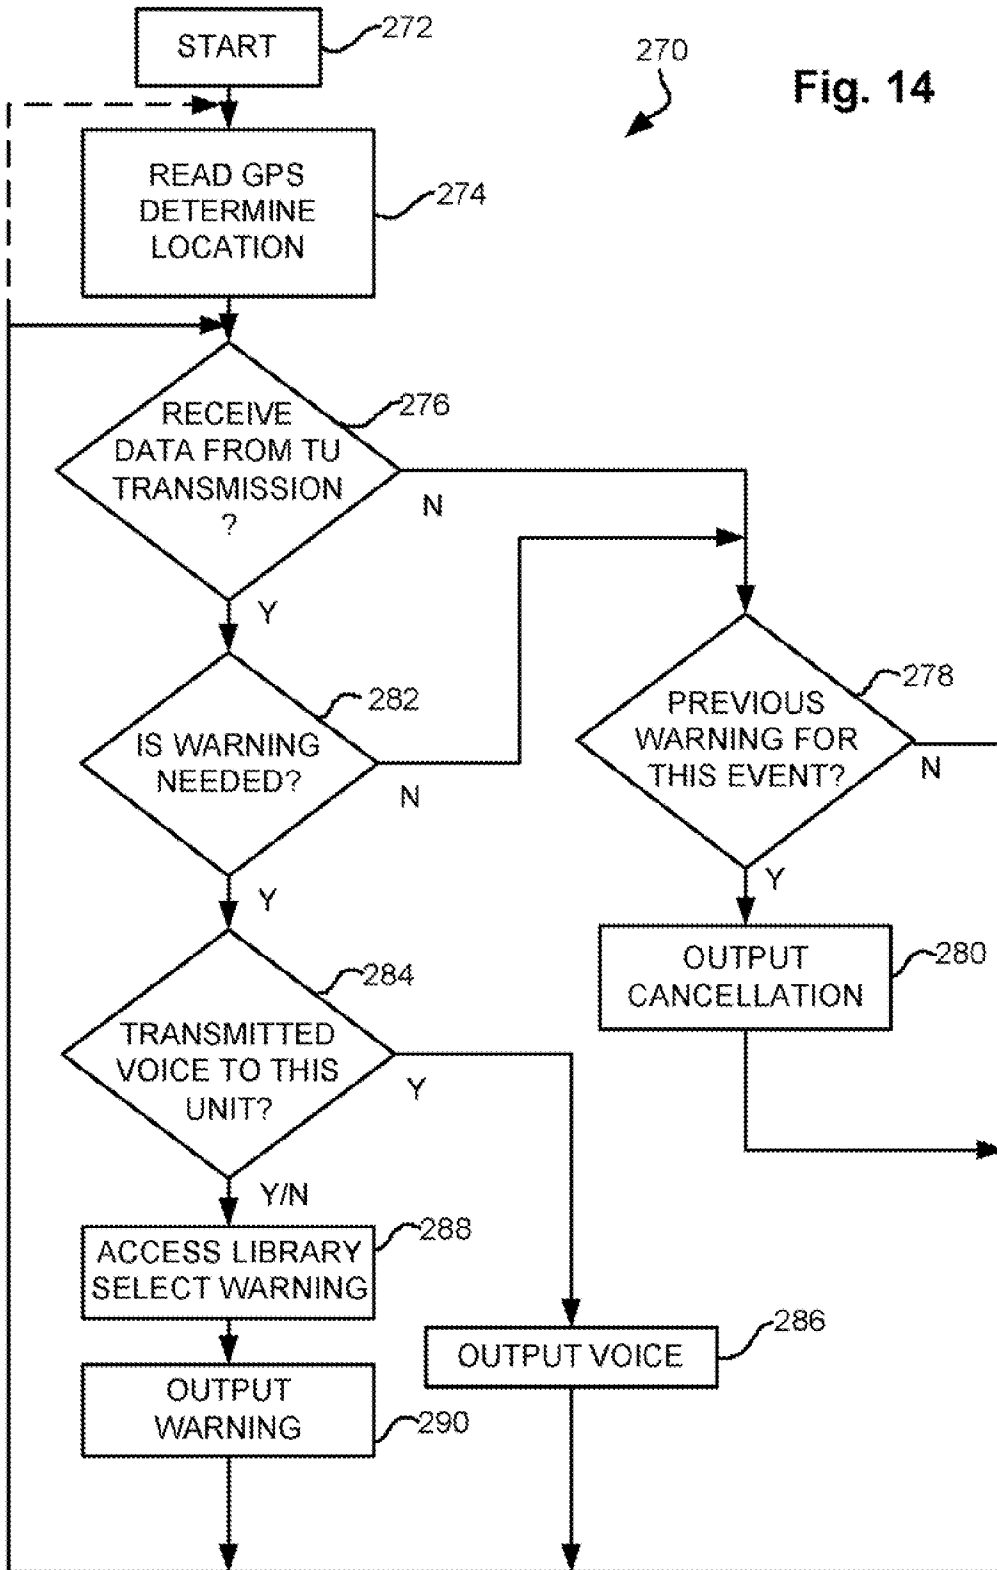 START
272
270
Fig. 14
READ GPS
DETERMINE
LOCATION
274
RECEIVE
DATA FROM TU
TRANSMISSION
?
276
N
Y
IS WARNING
NEEDED?
282
N
Y
PREVIOUS
WARNING FOR
THIS EVENT?
278
N
Y
OUTPUT
CANCELLATION
280
TRANSMITTED
VOICE TO THIS
UNIT?
284
Y
Y/N
ACCESS LIBRARY
SELECT WARNING
288
OUTPUT VOICE
286
OUTPUT
WARNING
290